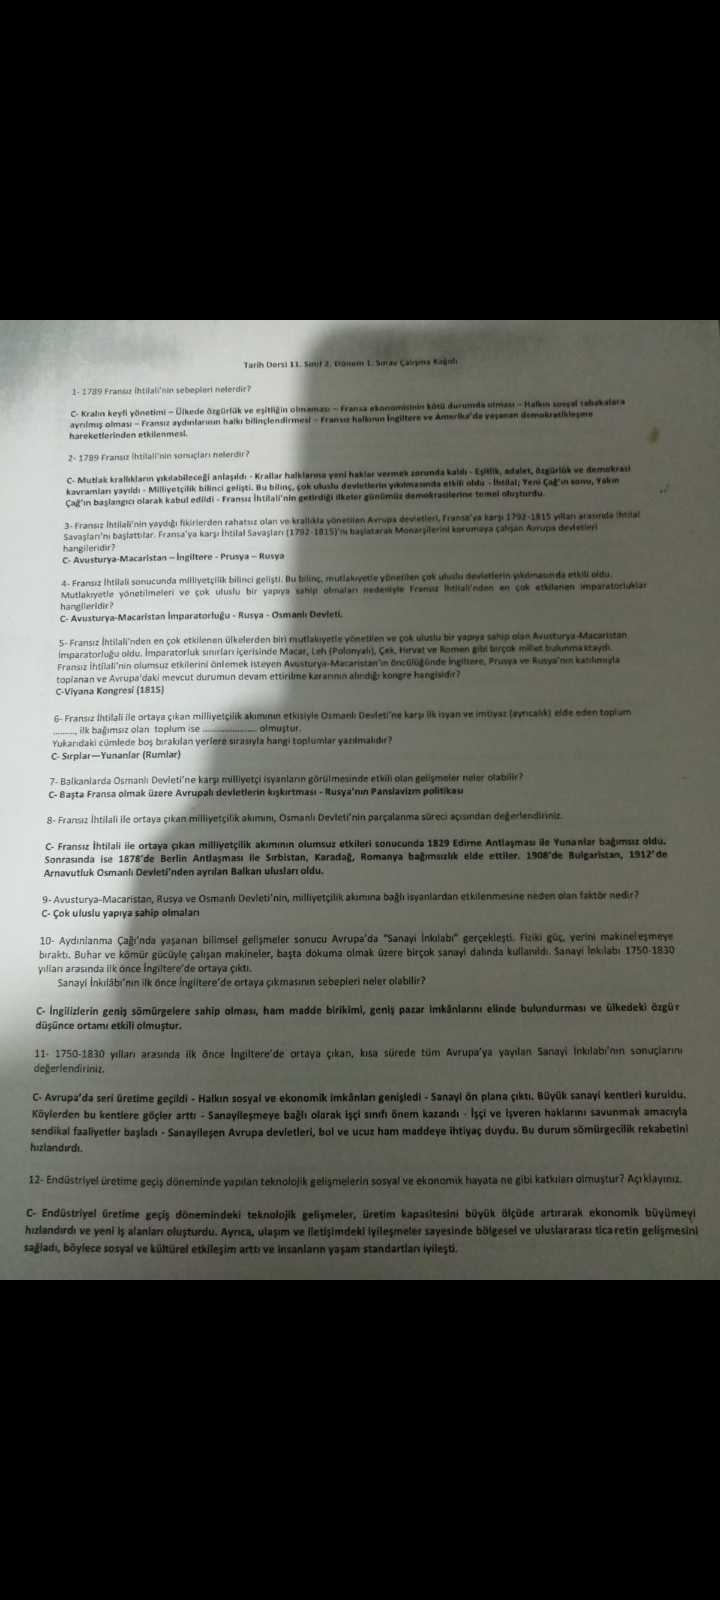 Tarih Dersi 11. Sınıf 2. Dönem 1. Sınav Çalışma Kağıdı
1- 1789 Fransız İhtilali'nin sebepleri nelerdir?
C- Kralın keyfi yönetimi – Ülkede özgürlük ve eşitliğin olmaması – Fransa ekonomisinin kötü durumda olması – Halkın sosyal tabakalara
ayrılmış olması – Fransız aydınlarının halkı bilinçlendirmesi – Fransız halkının İngiltere ve Amerika'da yaşanan demokratikleşme
hareketlerinden etkilenmesi.
2- 1789 Fransız İhtilali'nin sonuçları nelerdir?
C- Mutlak krallıkların yıkılabileceği anlaşıldı - Krallar halklarına yeni haklar vermek zorunda kaldı - Eşitlik, adalet, özgürlük ve demokrasi
kavramları yayıldı - Milliyetçilik bilinci gelişti. Bu bilinç, çok uluslu devletlerin yıkılmasında etkili oldu - İhtilal; Yeni Çağ'ın sonu, Yakın
Çağ'ın başlangıcı olarak kabul edildi - Fransız İhtilali'nin getirdiği ilkeler günümüz demokrasilerine temel oluşturdu.
3- Fransız İhtilali'nin yaydığı fikirlerden rahatsız olan ve krallıkla yönetilen Avrupa devletleri, Fransa'ya karşı 1792-1815 yılları arasında İhtilal
Savaşları'nı başlattılar. Fransa'ya karşı İhtilal Savaşları (1792-1815)'nı başlatarak Monarşilerini korumaya çalışan Avrupa devletleri
hangileridir?
C- Avusturya-Macaristan – İngiltere - Prusya – Rusya
4- Fransız İhtilali sonucunda milliyetçilik bilinci gelişti. Bu bilinç, mutlakıyetle yönetilen çok uluslu devletlerin yıkılmasında etkili oldu.
Mutlakıyetle yönetilmeleri ve çok uluslu bir yapıya sahip olmaları nedeniyle Fransız İhtilali'nden en çok etkilenen imparatorluklar
hangileridir?
C- Avusturya-Macaristan İmparatorluğu - Rusya - Osmanlı Devleti.
5- Fransız İhtilali'nden en çok etkilenen ülkelerden biri mutlakıyetle yönetilen ve çok uluslu bir yapıya sahip olan Avusturya-Macaristan
İmparatorluğu oldu. İmparatorluk sınırları içerisinde Macar, Leh (Polonyalı), Çek, Hırvat ve Romen gibi birçok millet bulunmaktaydı.
Fransız İhtilali'nin olumsuz etkilerini önlemek isteyen Avusturya-Macaristan'ın öncülüğünde İngiltere, Prusya ve Rusya'nın katılımıyla
toplanan ve Avrupa'daki mevcut durumun devam ettirilme kararının alındığı kongre hangisidir?
C-Viyana Kongresi (1815)
6- Fransız İhtilali ile ortaya çıkan milliyetçilik akımının etkisiyle Osmanlı Devleti'ne karşı ilk isyan ve imtiyaz (ayrıcalık) elde eden toplum
........., ilk bağımsız olan toplum ise ...................... olmuştur.
Yukarıdaki cümlede boş bırakılan yerlere sırasıyla hangi toplumlar yazılmalıdır?
C- Sırplar—Yunanlar (Rumlar)
7- Balkanlarda Osmanlı Devleti'ne karşı milliyetçi isyanların görülmesinde etkili olan gelişmeler neler olabilir?
C- Başta Fransa olmak üzere Avrupalı devletlerin kışkırtması - Rusya'nın Panslavizm politikası
8- Fransız İhtilali ile ortaya çıkan milliyetçilik akımını, Osmanlı Devleti'nin parçalanma süreci açısından değerlendiriniz.
C- Fransız İhtilali ile ortaya çıkan milliyetçilik akımının olumsuz etkileri sonucunda 1829 Edirne Antlaşması ile Yunanlar bağımsız oldu.
Sonrasında ise 1878'de Berlin Antlaşması ile Sırbistan, Karadağ, Romanya bağımsızlık elde ettiler. 1908'de Bulgaristan, 1912'de
Arnavutluk Osmanlı Devleti'nden ayrılan Balkan ulusları oldu.
9- Avusturya-Macaristan, Rusya ve Osmanlı Devleti'nin, milliyetçilik akımına bağlı isyanlardan etkilenmesine neden olan faktör nedir?
C- Çok uluslu yapıya sahip olmaları
10- Aydınlanma Çağı'nda yaşanan bilimsel gelişmeler sonucu Avrupa'da "Sanayi İnkılabı" gerçekleşti. Fiziki güç, yerini makineleşmeye
bıraktı. Buhar ve kömür gücüyle çalışan makineler, başta dokuma olmak üzere birçok sanayi dalında kullanıldı. Sanayi İnkılabı 1750-1830
yılları arasında ilk önce İngiltere'de ortaya çıktı.
Sanayi İnkılâbı'nın ilk önce İngiltere'de ortaya çıkmasının sebepleri neler olabilir?
C- İngilizlerin geniş sömürgelere sahip olması, ham madde birikimi, geniş pazar imkânlarını elinde bulundurması ve ülkedeki özgür
düşünce ortamı etkili olmuştur.
11- 1750-1830 yılları arasında ilk önce İngiltere'de ortaya çıkan, kısa sürede tüm Avrupa'ya yayılan Sanayi İnkılabı'nın sonuçlarını
değerlendiriniz.
C- Avrupa'da seri üretime geçildi - Halkın sosyal ve ekonomik imkânları genişledi - Sanayi ön plana çıktı. Büyük sanayi kentleri kuruldu.
Köylerden bu kentlere göçler arttı - Sanayileşmeye bağlı olarak işçi sınıfı önem kazandı - İşçi ve işveren haklarını savunmak amacıyla
sendikal faaliyetler başladı - Sanayileşen Avrupa devletleri, bol ve ucuz ham maddeye ihtiyaç duydu. Bu durum sömürgecilik rekabetini
hızlandırdı.
12- Endüstriyel üretime geçiş döneminde yapılan teknolojik gelişmelerin sosyal ve ekonomik hayata ne gibi katkıları olmuştur? Açıklayınız.
C- Endüstriyel üretime geçiş dönemindeki teknolojik gelişmeler, üretim kapasitesini büyük ölçüde artırarak ekonomik büyümeyi
hızlandırdı ve yeni iş alanları oluşturdu. Ayrıca, ulaşım ve iletişimdeki iyileşmeler sayesinde bölgesel ve uluslararası ticaretin gelişmesini
sağladı, böylece sosyal ve kültürel etkileşim arttı ve insanların yaşam standartları iyileşti.